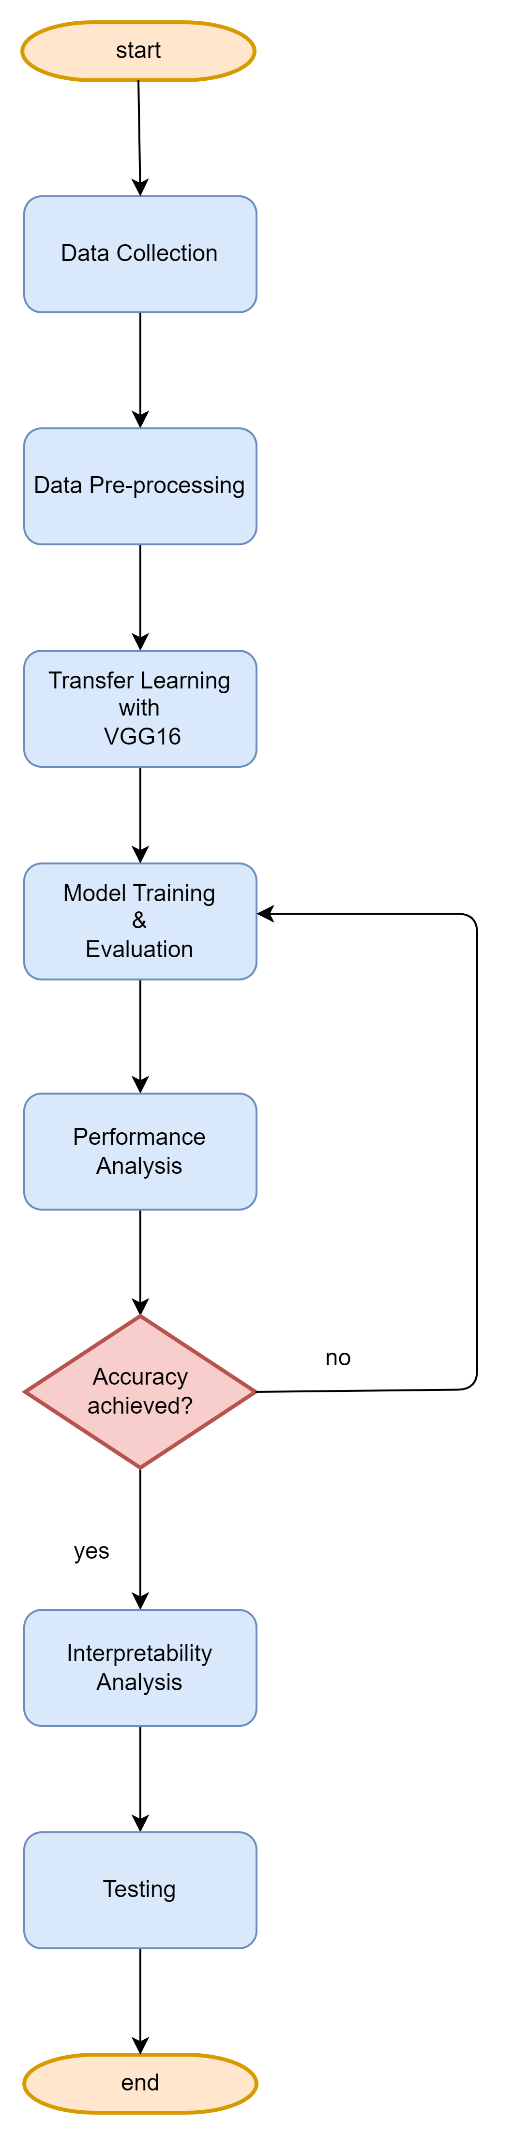 start
Data Collection
Data Pre-processing
Transfer Learning
with
VGG16
Model Training
&
Evaluation
Performance
Analysis
Accuracy
achieved?
no
yes
Interpretability
Analysis
Testing
end